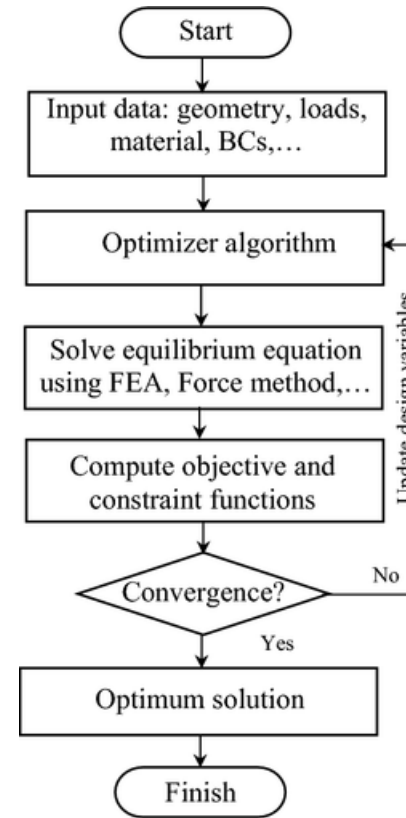 Start
Input data: geometry, loads,
material, BCs,…
Optimizer algorithm
Solve equilibrium equation
using FEA, Force method,…
Compute objective and
constraint functions
Update design variables
Convergence?
No
Yes
Optimum solution
Finish